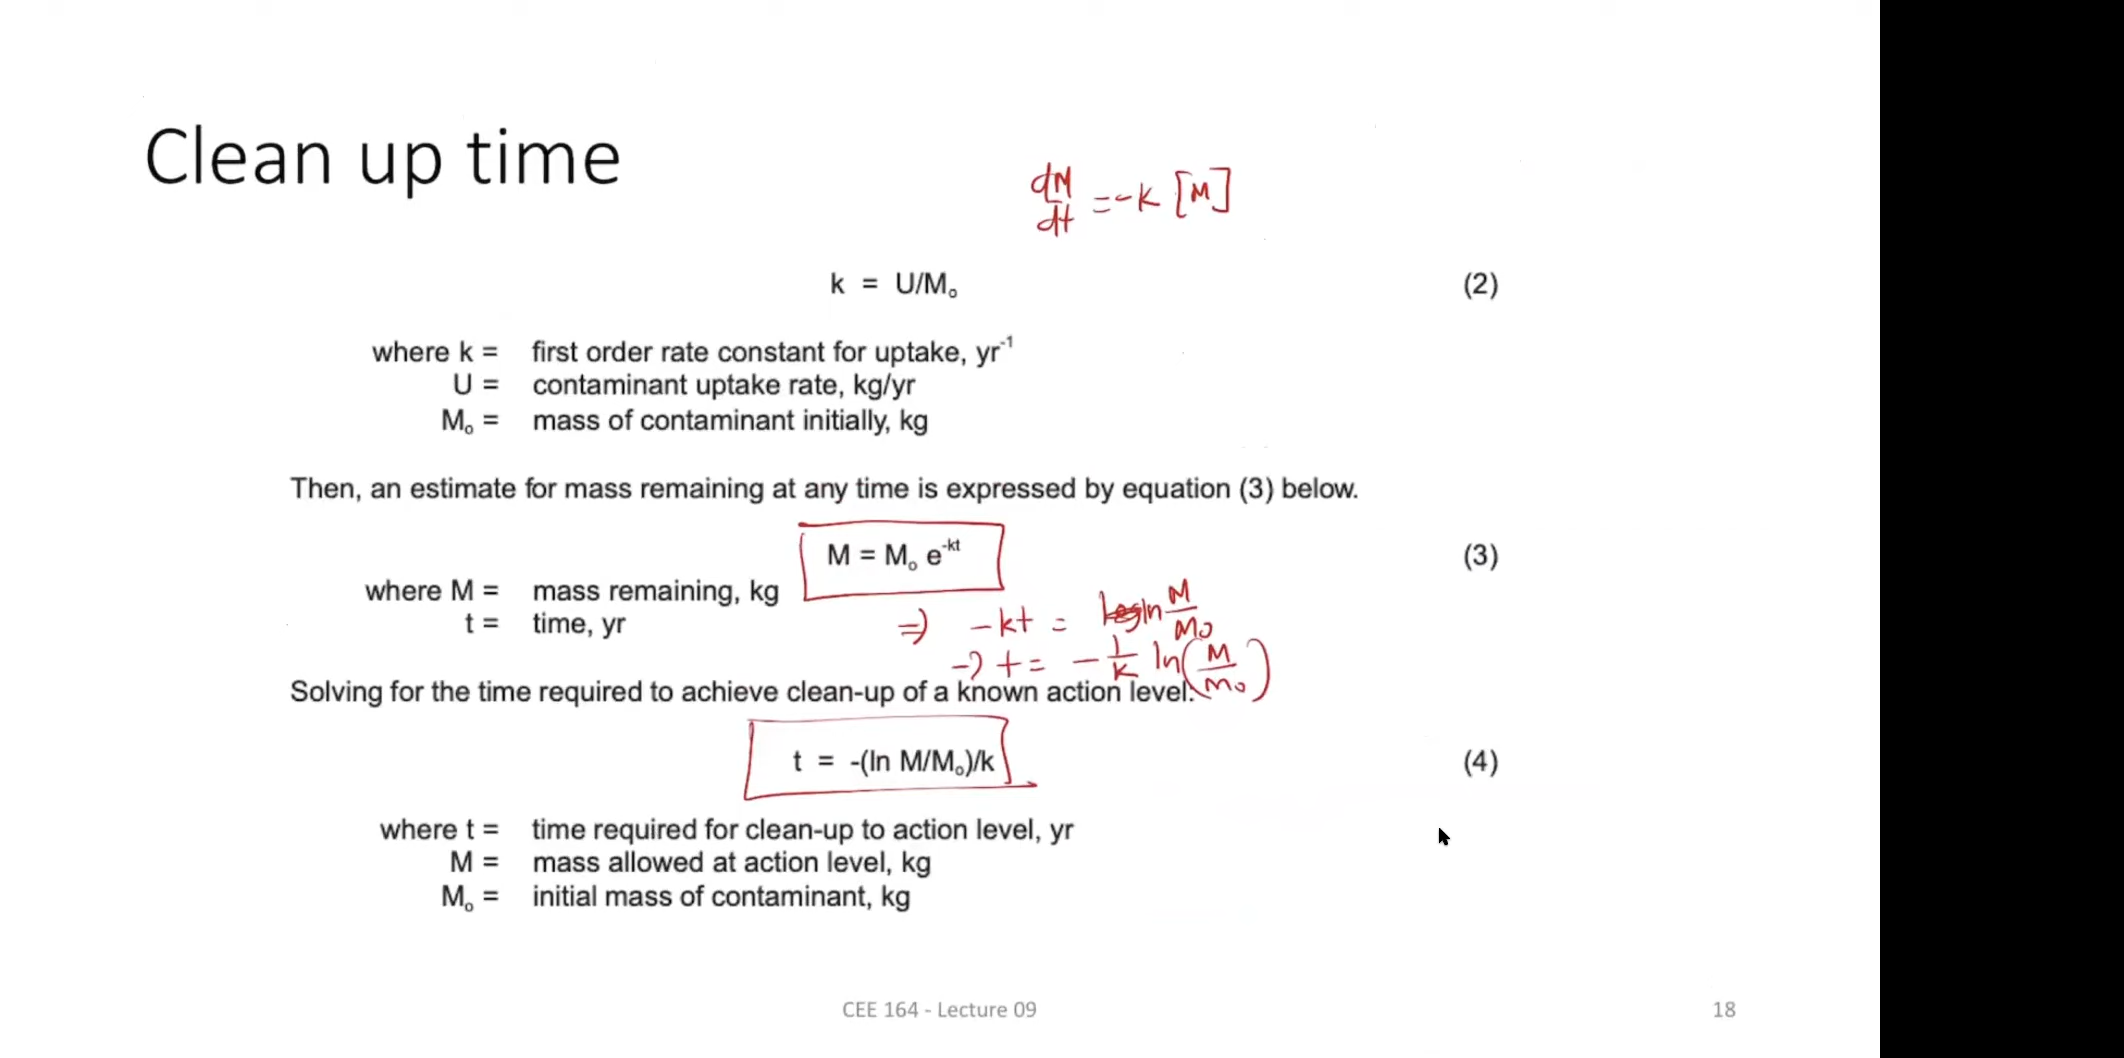 Clean up time
dM/dt = -k [M]
k = U/Mₒ (2)
where k = first order rate constant for uptake, yr⁻¹
U = contaminant uptake rate, kg/yr
Mₒ = mass of contaminant initially, kg
Then, an estimate for mass remaining at any time is expressed by equation (3) below.
M = Mₒ e⁻ᵏᵗ (3)
where M = mass remaining, kg
t = time, yr
⇒ -kt = ln M/M₀
→ t = - 1/k ln(M/M₀)
Solving for the time required to achieve clean-up of a known action level:
t = -(ln M/Mₒ)/k (4)
where t = time required for clean-up to action level, yr
M = mass allowed at action level, kg
Mₒ = initial mass of contaminant, kg
CEE 164 - Lecture 09 18